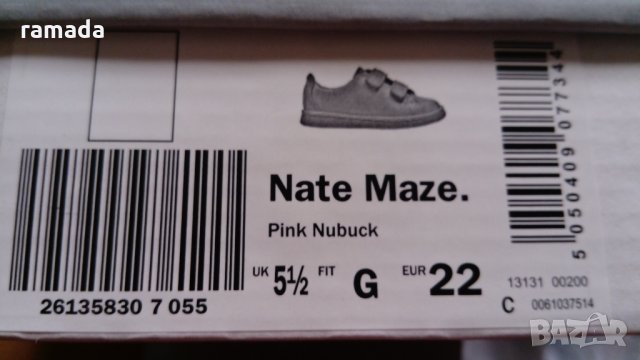 ramada
Nate Maze.
Pink Nubuck
UK 5½ FIT G EUR 22
26135830 7 055
5 050409 077344
13131 00200
C 0061037514
bazar